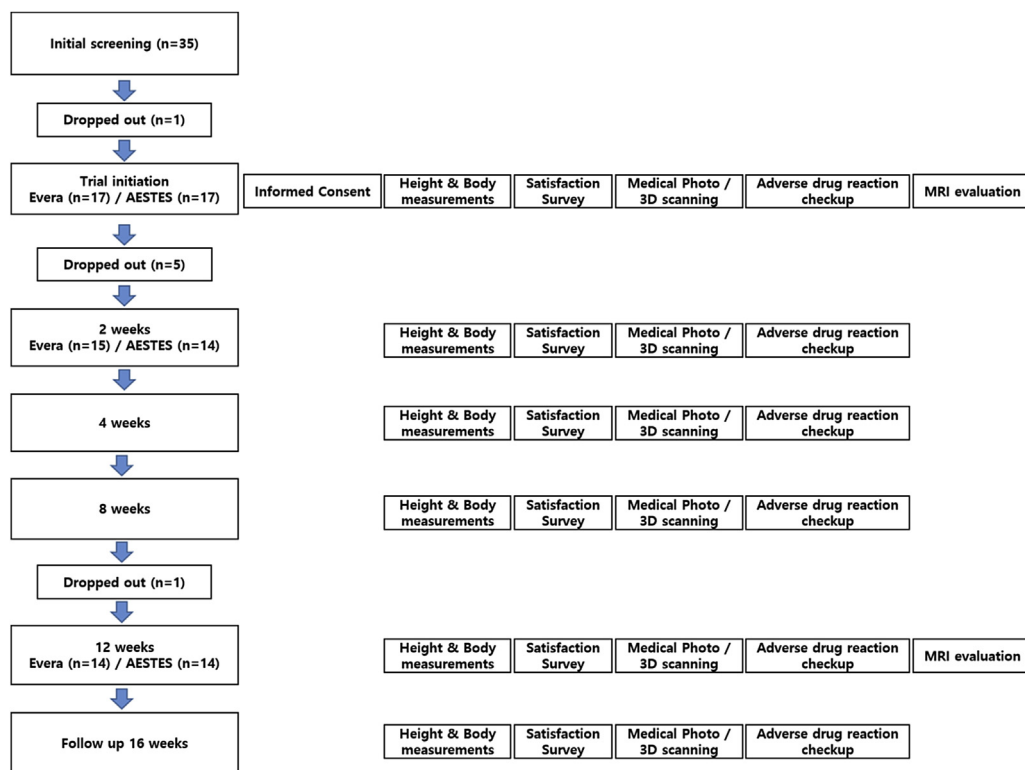 Initial screening (n=35)
Dropped out (n=1)
Trial initiation
Evera (n=17) / AESTES (n=17)
Informed Consent
Height & Body
measurements
Satisfaction
Survey
Medical Photo /
3D scanning
Adverse drug reaction
checkup
MRI evaluation
Dropped out (n=5)
2 weeks
Evera (n=15) / AESTES (n=14)
Height & Body
measurements
Satisfaction
Survey
Medical Photo /
3D scanning
Adverse drug reaction
checkup
4 weeks
Height & Body
measurements
Satisfaction
Survey
Medical Photo /
3D scanning
Adverse drug reaction
checkup
8 weeks
Height & Body
measurements
Satisfaction
Survey
Medical Photo /
3D scanning
Adverse drug reaction
checkup
Dropped out (n=1)
12 weeks
Evera (n=14) / AESTES (n=14)
Height & Body
measurements
Satisfaction
Survey
Medical Photo /
3D scanning
Adverse drug reaction
checkup
MRI evaluation
Follow up 16 weeks
Height & Body
measurements
Satisfaction
Survey
Medical Photo /
3D scanning
Adverse drug reaction
checkup